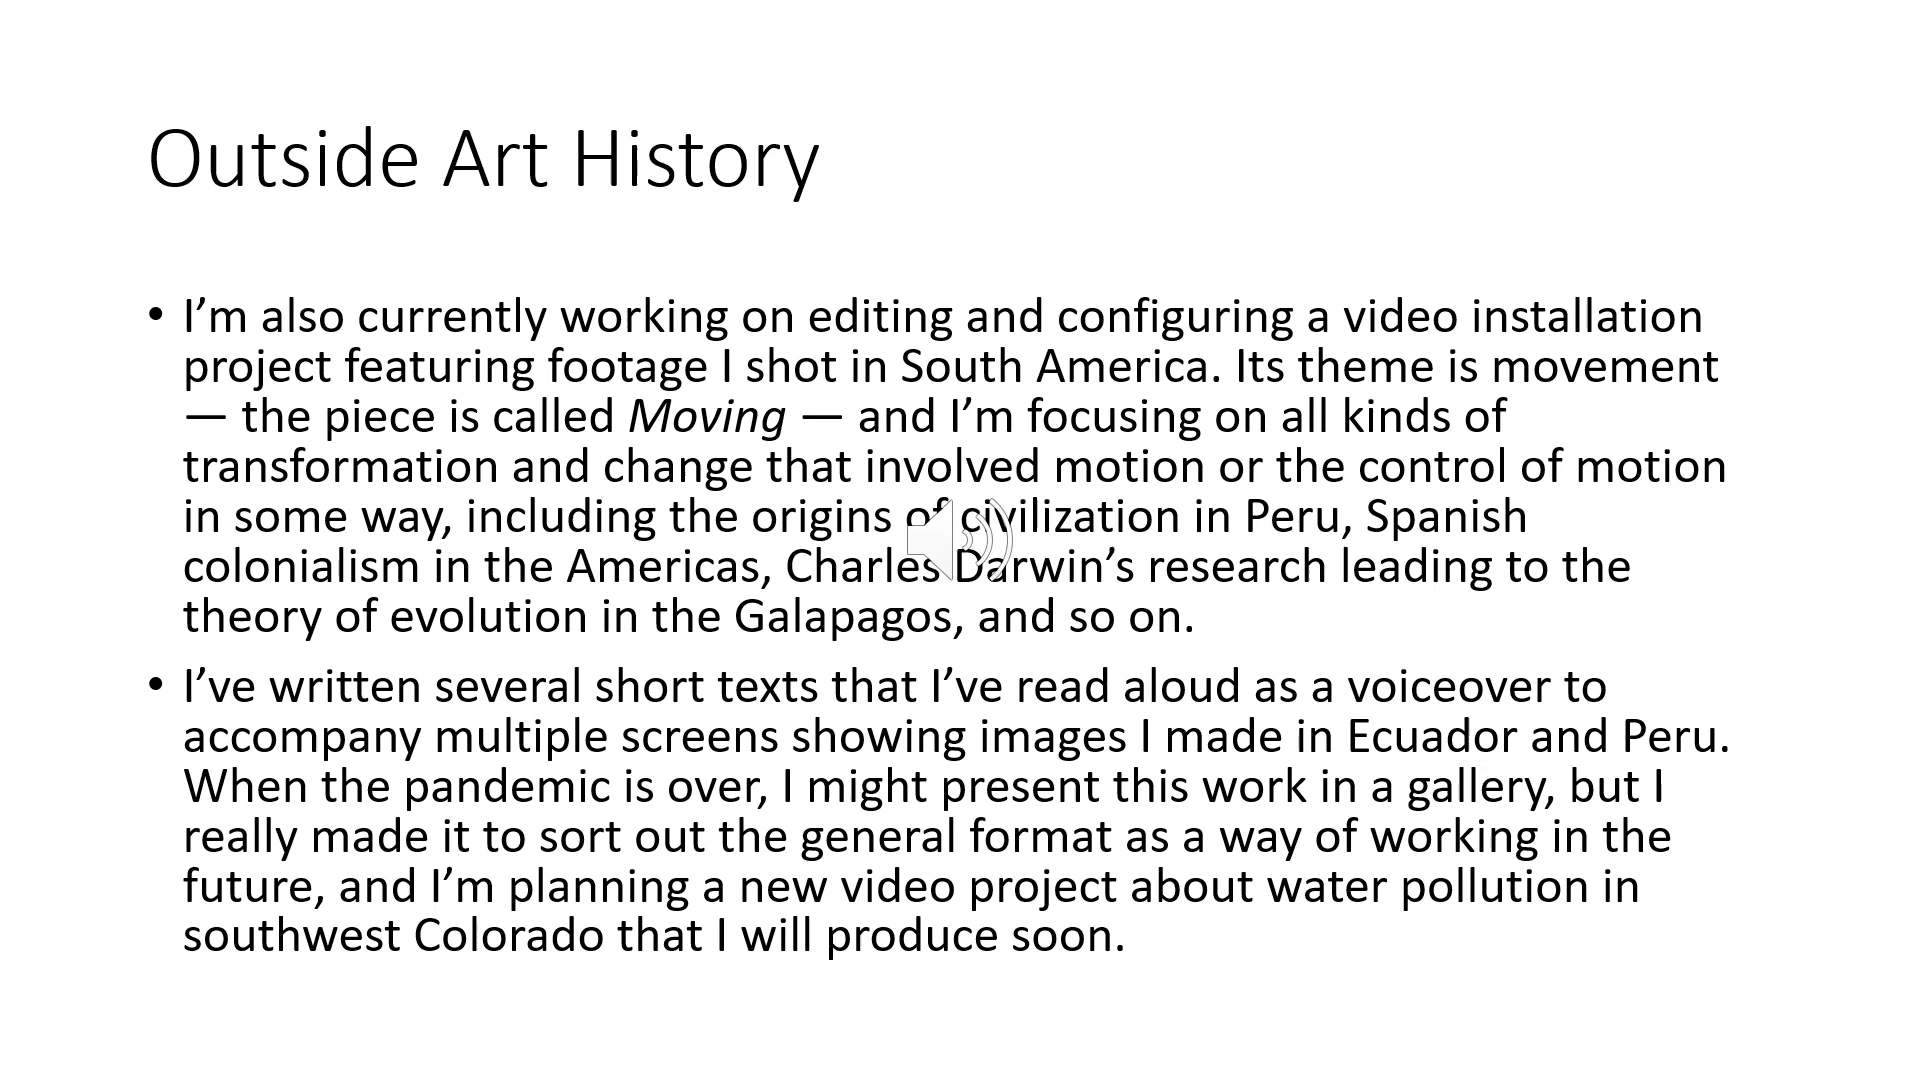 Outside Art History
• I’m also currently working on editing and configuring a video installation
project featuring footage I shot in South America. Its theme is movement
— the piece is called Moving — and I’m focusing on all kinds of
transformation and change that involved motion or the control of motion
in some way, including the origins of civilization in Peru, Spanish
colonialism in the Americas, Charles Darwin’s research leading to the
theory of evolution in the Galapagos, and so on.
• I’ve written several short texts that I’ve read aloud as a voiceover to
accompany multiple screens showing images I made in Ecuador and Peru.
When the pandemic is over, I might present this work in a gallery, but I
really made it to sort out the general format as a way of working in the
future, and I’m planning a new video project about water pollution in
southwest Colorado that I will produce soon.